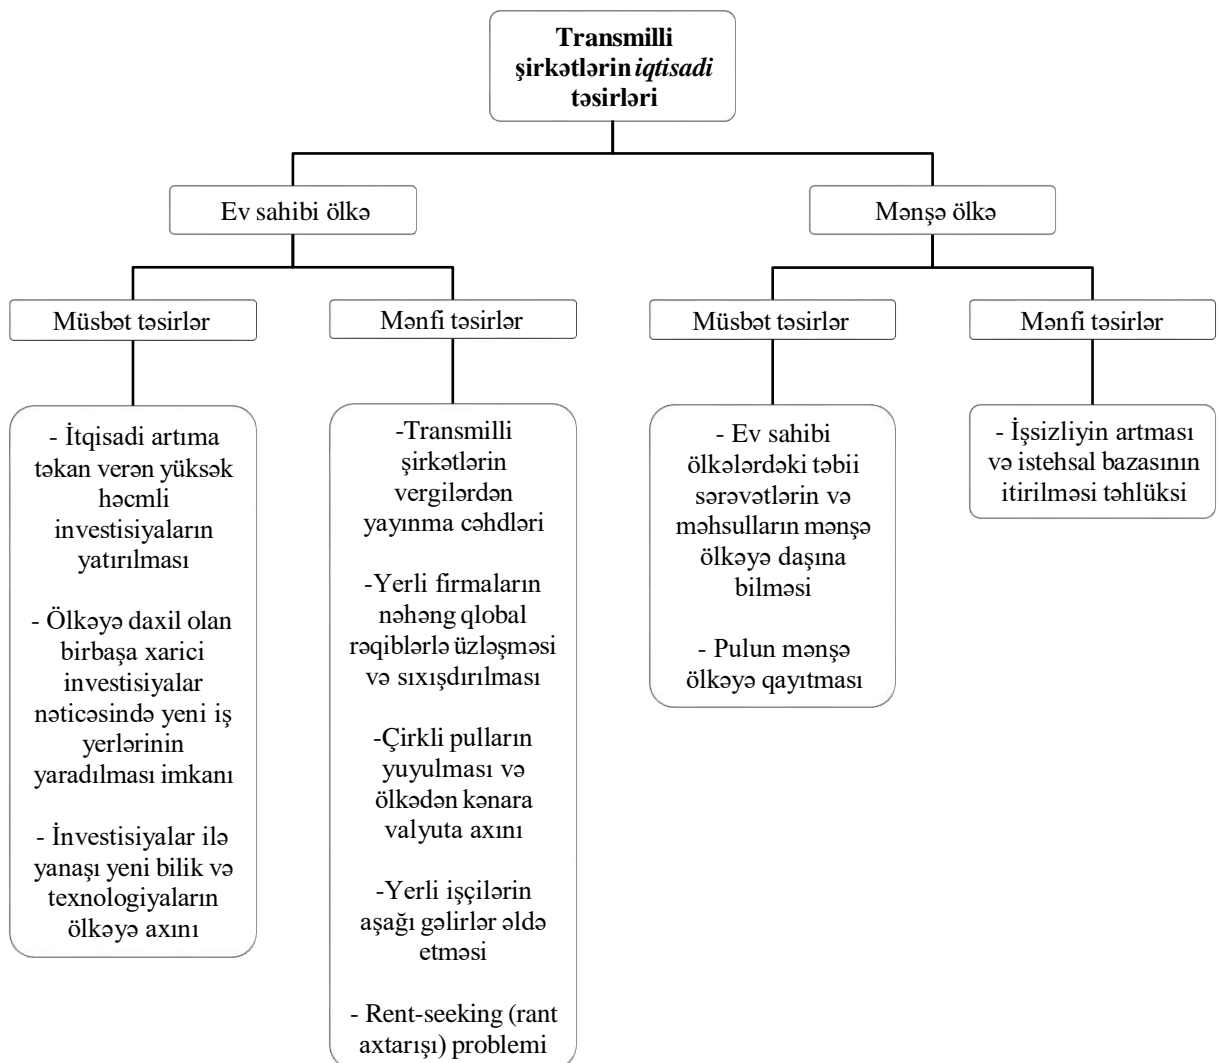 Transmilli
şirkətlərin iqtisadi
təsirləri
Ev sahibi ölkə
Mənşə ölkə
Müsbət təsirlər
Mənfi təsirlər
Müsbət təsirlər
Mənfi təsirlər
- İtqisadi artıma
təkan verən yüksək
həcmli
investisiyaların
yatırılması
- Ölkəyə daxil olan
birbaşa xarici
investisiyalar
nəticəsində yeni iş
yerlərinin
yaradılması imkanı
- İnvestisiyalar ilə
yanaşı yeni bilik və
texnologiyaların
ölkəyə axını
-Transmilli
şirkətlərin
vergilərdən
yayınma cəhdləri
-Yerli firmaların
nəhəng qlobal
rəqiblərlə üzləşməsi
və sıxışdırılması
-Çirkli pulların
yuyulması və
ölkədən kənara
valyuta axını
-Yerli işçilərin
aşağı gəlirlər əldə
etməsi
- Rent-seeking (rant
axtarışı) problemi
- Ev sahibi
ölkələrdəki təbii
sərəvətlərin və
məhsulların mənşə
ölkəyə daşına
bilməsi
- Pulun mənşə
ölkəyə qayıtması
- İşsizliyin artması
və istehsal bazasının
itirilməsi təhlüksi